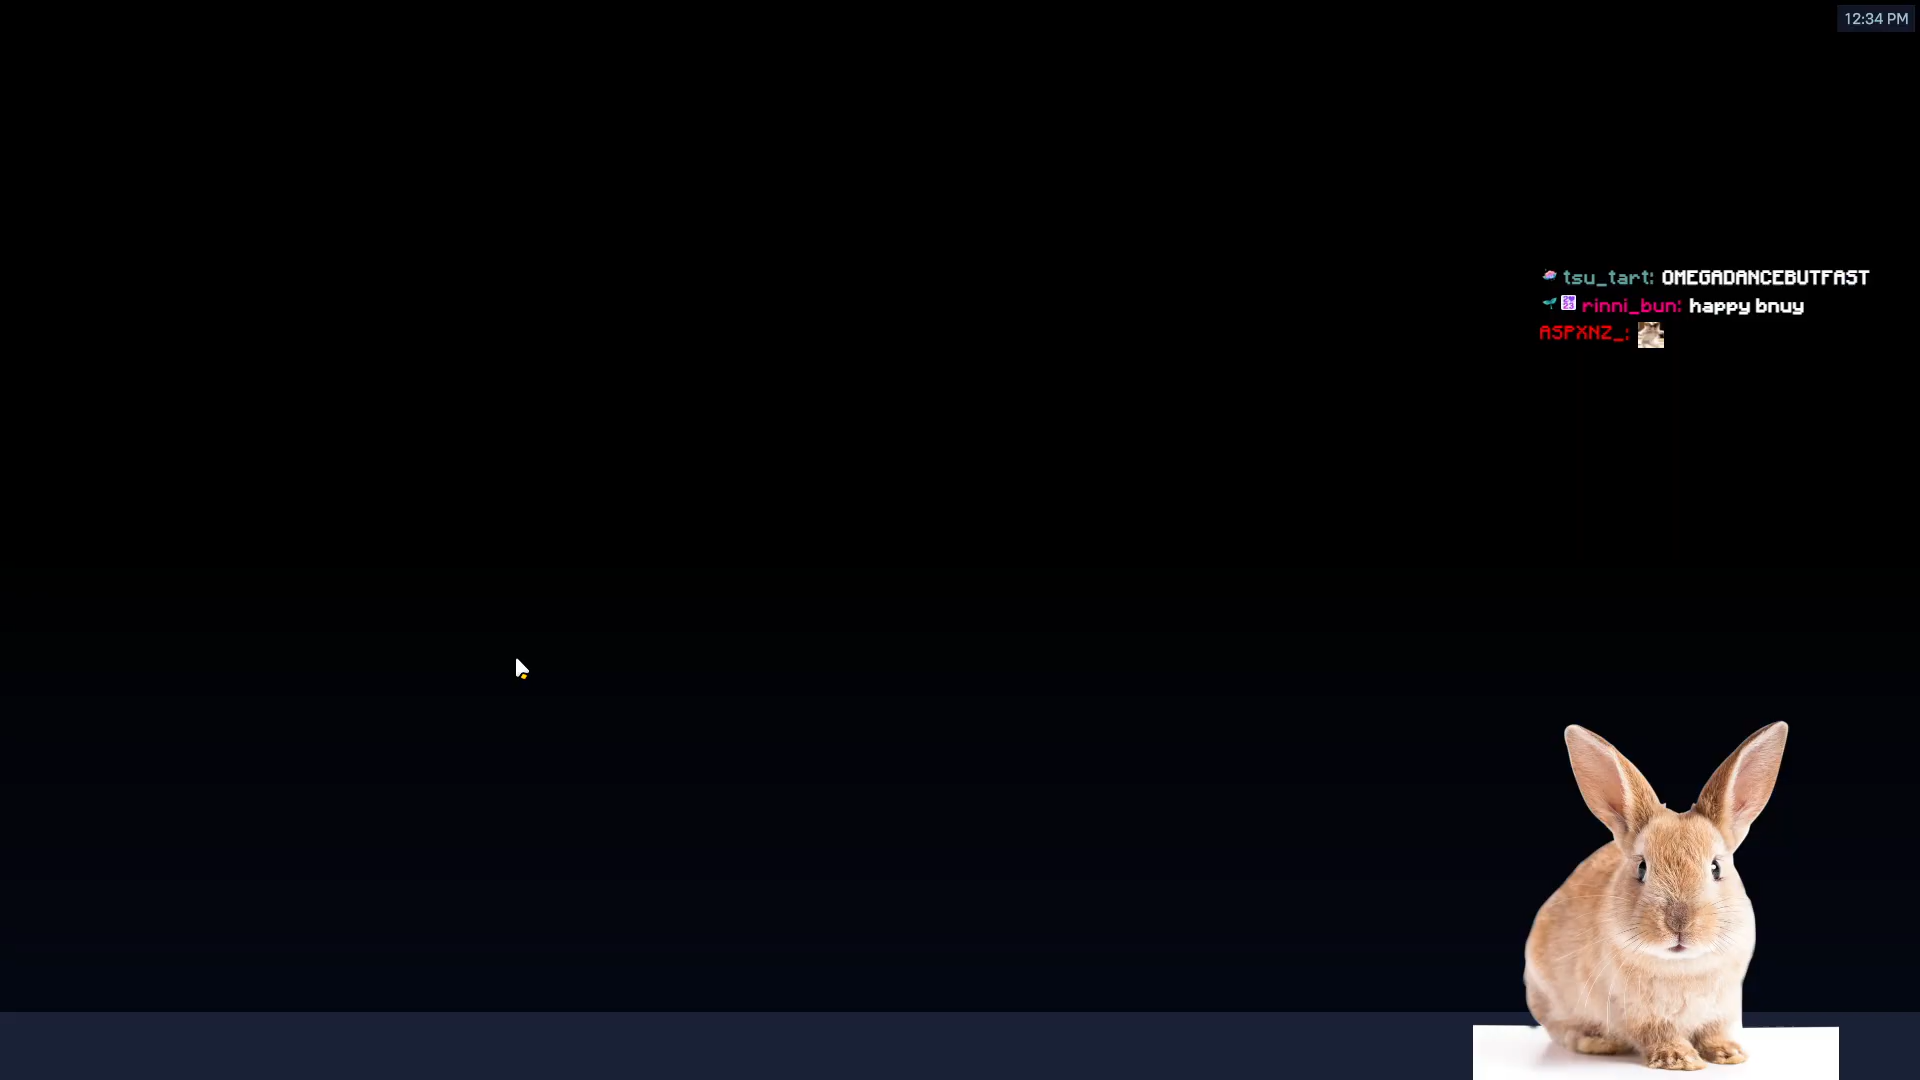 12:34 PM
tsu_tart: OMEGADANCEBUTFAST
rinni_bun: happy bnuy
ASPXNZ_: